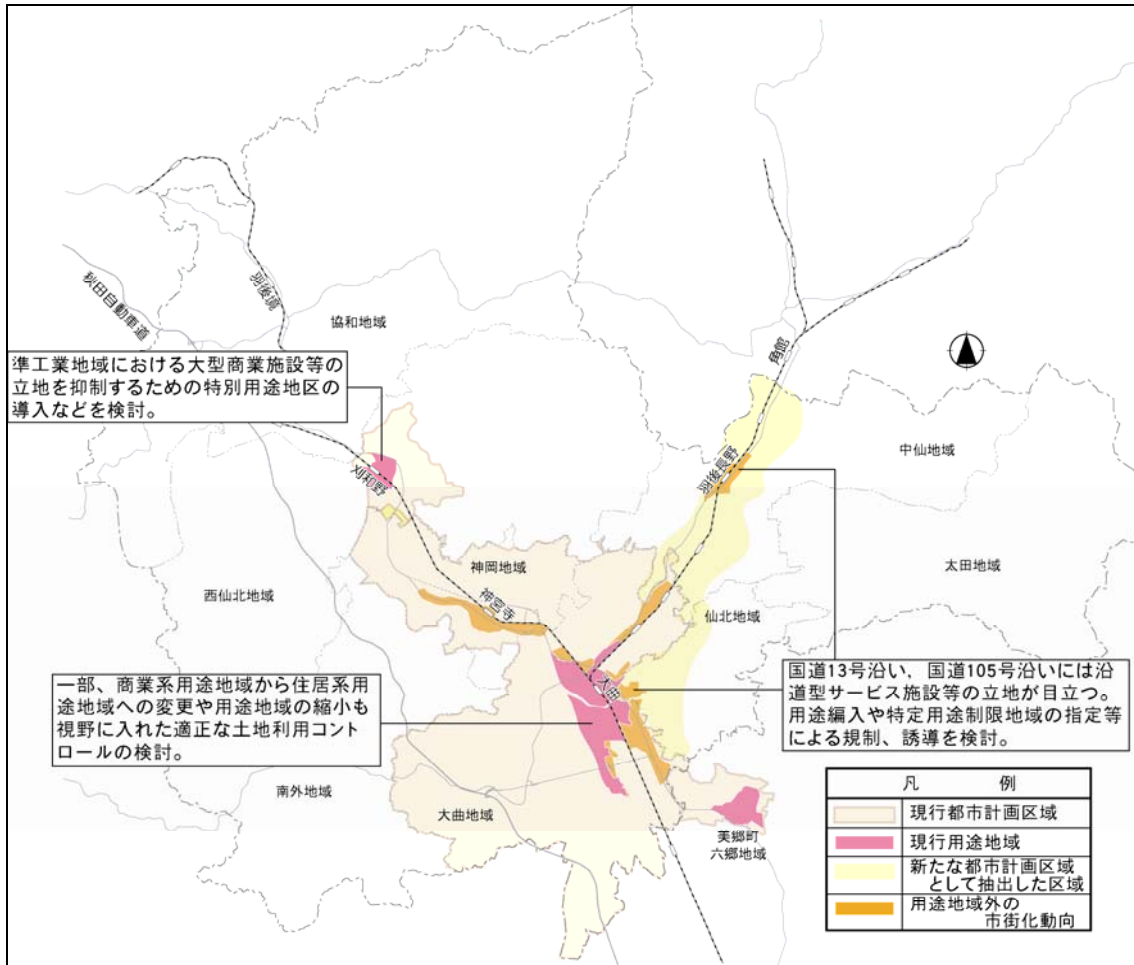 秋田自動車道
羽後境
協和地域
準工業地域における大型商業施設等の
立地を抑制するための特別用途地区の
導入などを検討。
角館
中仙地域
羽後長野
刈和野
神岡地域
太田地域
西仙北地域
神宮寺
仙北地域
大曲
国道13号沿い，国道105号沿いには沿
道型サービス施設等の立地が目立つ。
用途編入や特定用途制限地域の指定等
による規制、誘導を検討。
一部、商業系用途地域から住居系用
途地域への変更や用途地域の縮小も
視野に入れた適正な土地利用コント
ロールの検討。
南外地域
大曲地域
美郷町
六郷地域
凡 例
現行都市計画区域
現行用途地域
新たな都市計画区域
として抽出した区域
用途地域外の
市街化動向